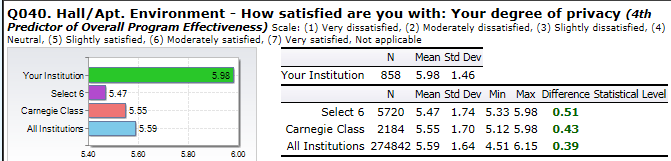 Q040. Hall/Apt. Environment - How satisfied are you with: Your degree of privacy (4th
Predictor of Overall Program Effectiveness) Scale: (1) Very dissatisfied, (2) Moderately dissatisfied, (3) Slightly dissatisfied, (4)
Neutral, (5) Slightly satisfied, (6) Moderately satisfied, (7) Very satisfied, Not applicable
Your Institution 5.98
Select 6 5.47
Carnegie Class 5.55
All Institutions 5.59
5.40 5.60 5.80 6.00
N Mean Std Dev
Your Institution 858 5.98 1.46
N Mean Std Dev Min Max Difference Statistical Level
Select 6 5720 5.47 1.74 5.33 5.98 0.51
Carnegie Class 2184 5.55 1.70 5.12 5.98 0.43
All Institutions 274842 5.59 1.64 4.51 6.15 0.39